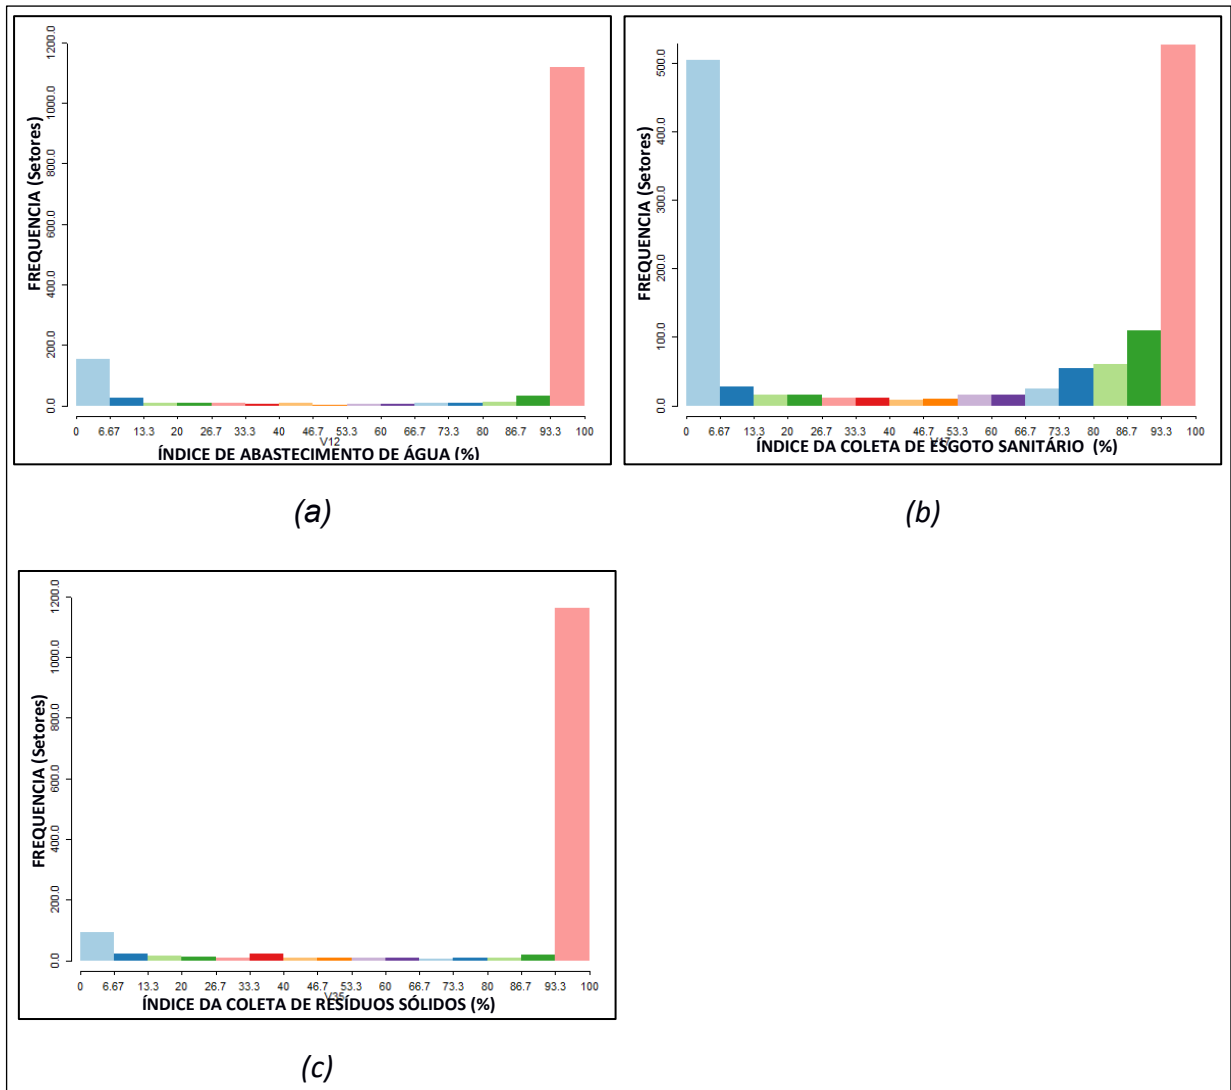 1200.0
1000.0
800.0
600.0
400.0
200.0
0.0
FREQUENCIA (Setores)
0 6.67 13.3 20 26.7 33.3 40 46.7 53.3 60 66.7 73.3 80 86.7 93.3 100
V12
ÍNDICE DE ABASTECIMENTO DE ÁGUA (%)
(a)
500.0
400.0
300.0
200.0
100.0
0.0
FREQUENCIA (Setores)
0 6.67 13.3 20 26.7 33.3 40 46.7 53.3 60 66.7 73.3 80 86.7 93.3 100
V17
ÍNDICE DA COLETA DE ESGOTO SANITÁRIO (%)
(b)
1200.0
1000.0
800.0
600.0
400.0
200.0
0.0
FREQUENCIA (Setores)
0 6.67 13.3 20 26.7 33.3 40 46.7 53.3 60 66.7 73.3 80 86.7 93.3 100
V35
ÍNDICE DA COLETA DE RESÍDUOS SÓLIDOS (%)
(c)